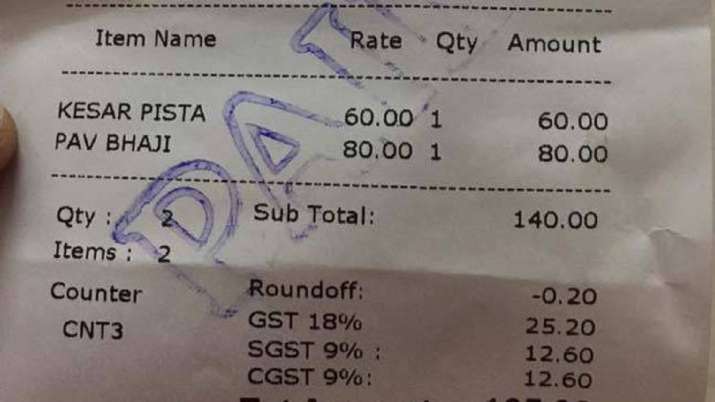 Item Name Rate Qty Amount
KESAR PISTA 60.00 1 60.00
PAV BHAJI 80.00 1 80.00
Qty : 2 Sub Total: 140.00
Items : 2
Counter Roundoff: -0.20
CNT3 GST 18% 25.20
SGST 9% : 12.60
CGST 9%: 12.60
PAID